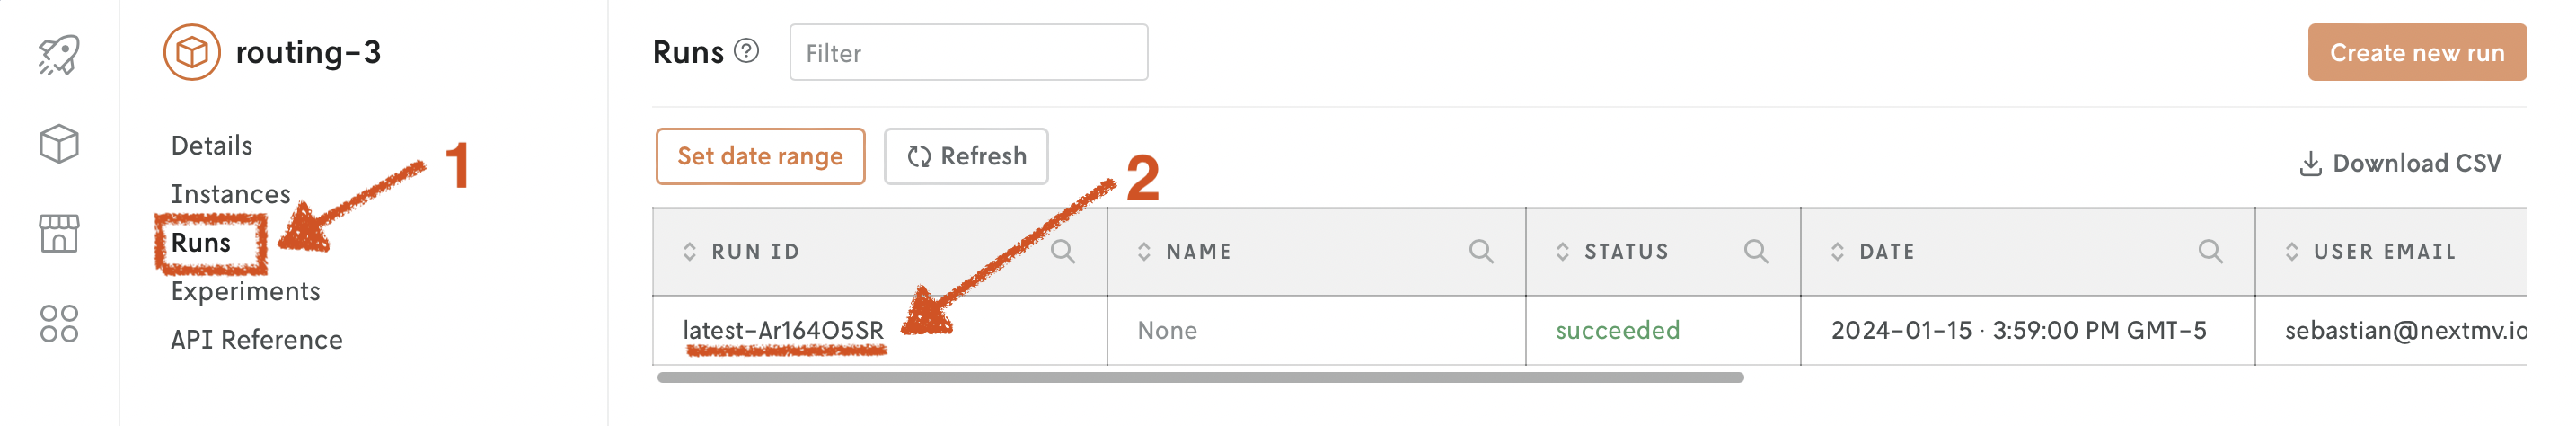 routing-3
Details
Instances
Runs
Experiments
API Reference
1
Runs ?
Filter
Create new run
Set date range
Refresh
2
Download CSV
RUN ID NAME STATUS DATE USER EMAIL
latest-Ar164O5SR None succeeded 2024-01-15 · 3:59:00 PM GMT-5 sebastian@nextmv.io